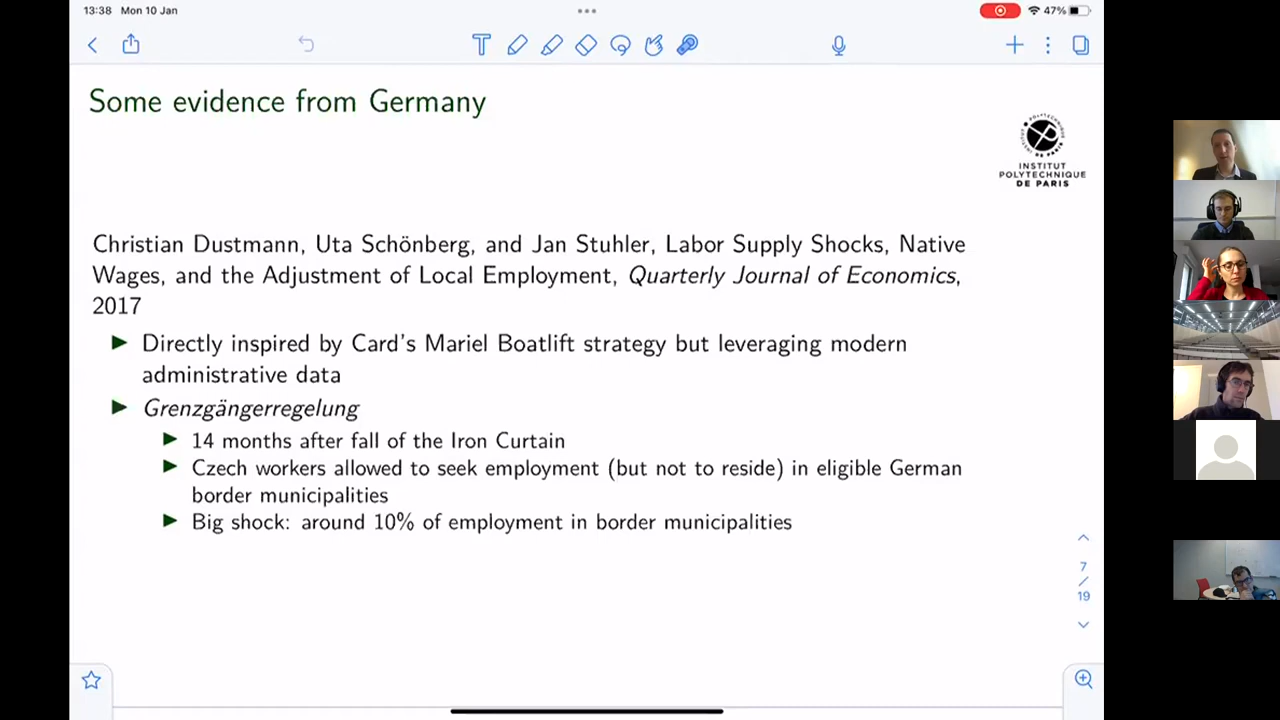 13:38 Mon 10 Jan
47%
T
Some evidence from Germany
INSTITUT
POLYTECHNIQUE
DE PARIS
Christian Dustmann, Uta Schönberg, and Jan Stuhler, Labor Supply Shocks, Native
Wages, and the Adjustment of Local Employment, Quarterly Journal of Economics,
2017
Directly inspired by Card's Mariel Boatlift strategy but leveraging modern
administrative data
Grenzgängerregelung
14 months after fall of the Iron Curtain
Czech workers allowed to seek employment (but not to reside) in eligible German
border municipalities
Big shock: around 10% of employment in border municipalities
7
/
19